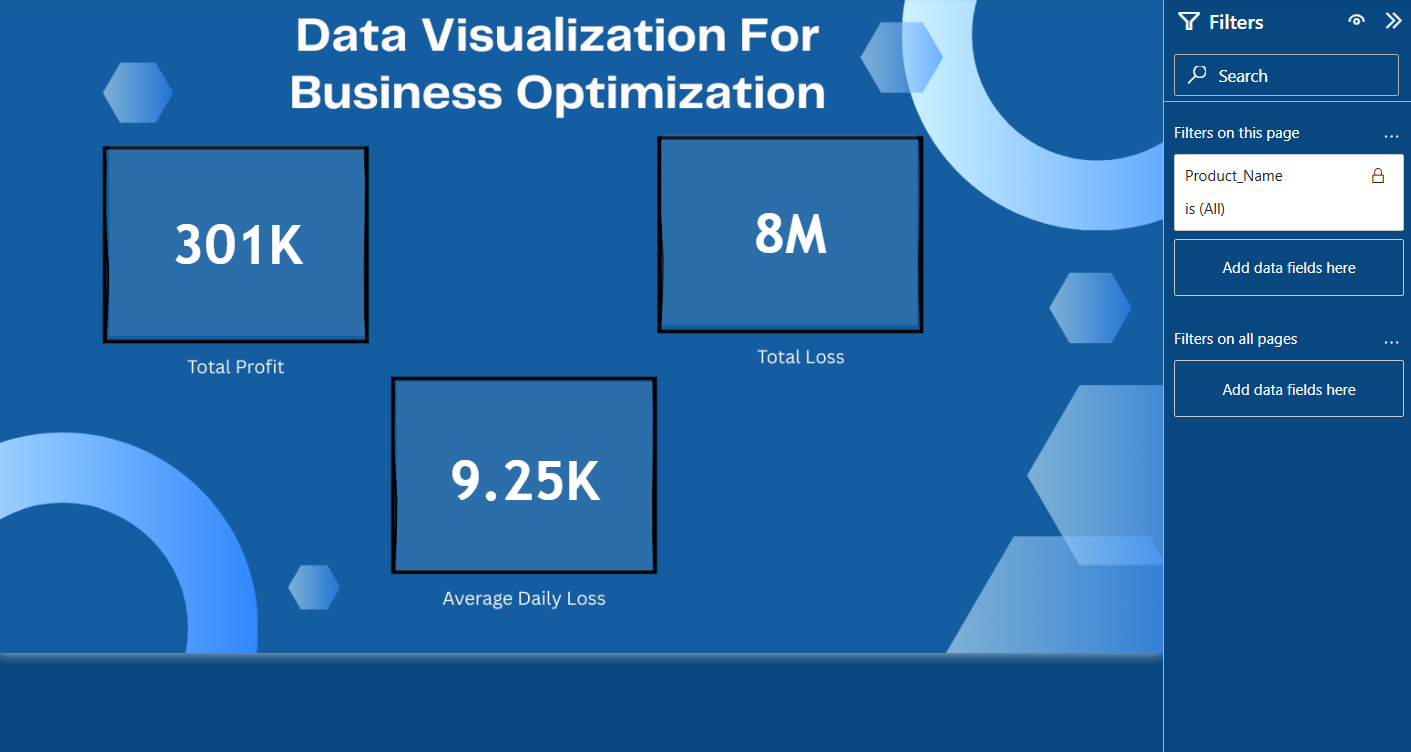 Data Visualization For
Business Optimization
301K
Total Profit
8M
Total Loss
9.25K
Average Daily Loss
Filters
Search
Filters on this page
...
Product_Name
is (All)
Add data fields here
Filters on all pages
...
Add data fields here